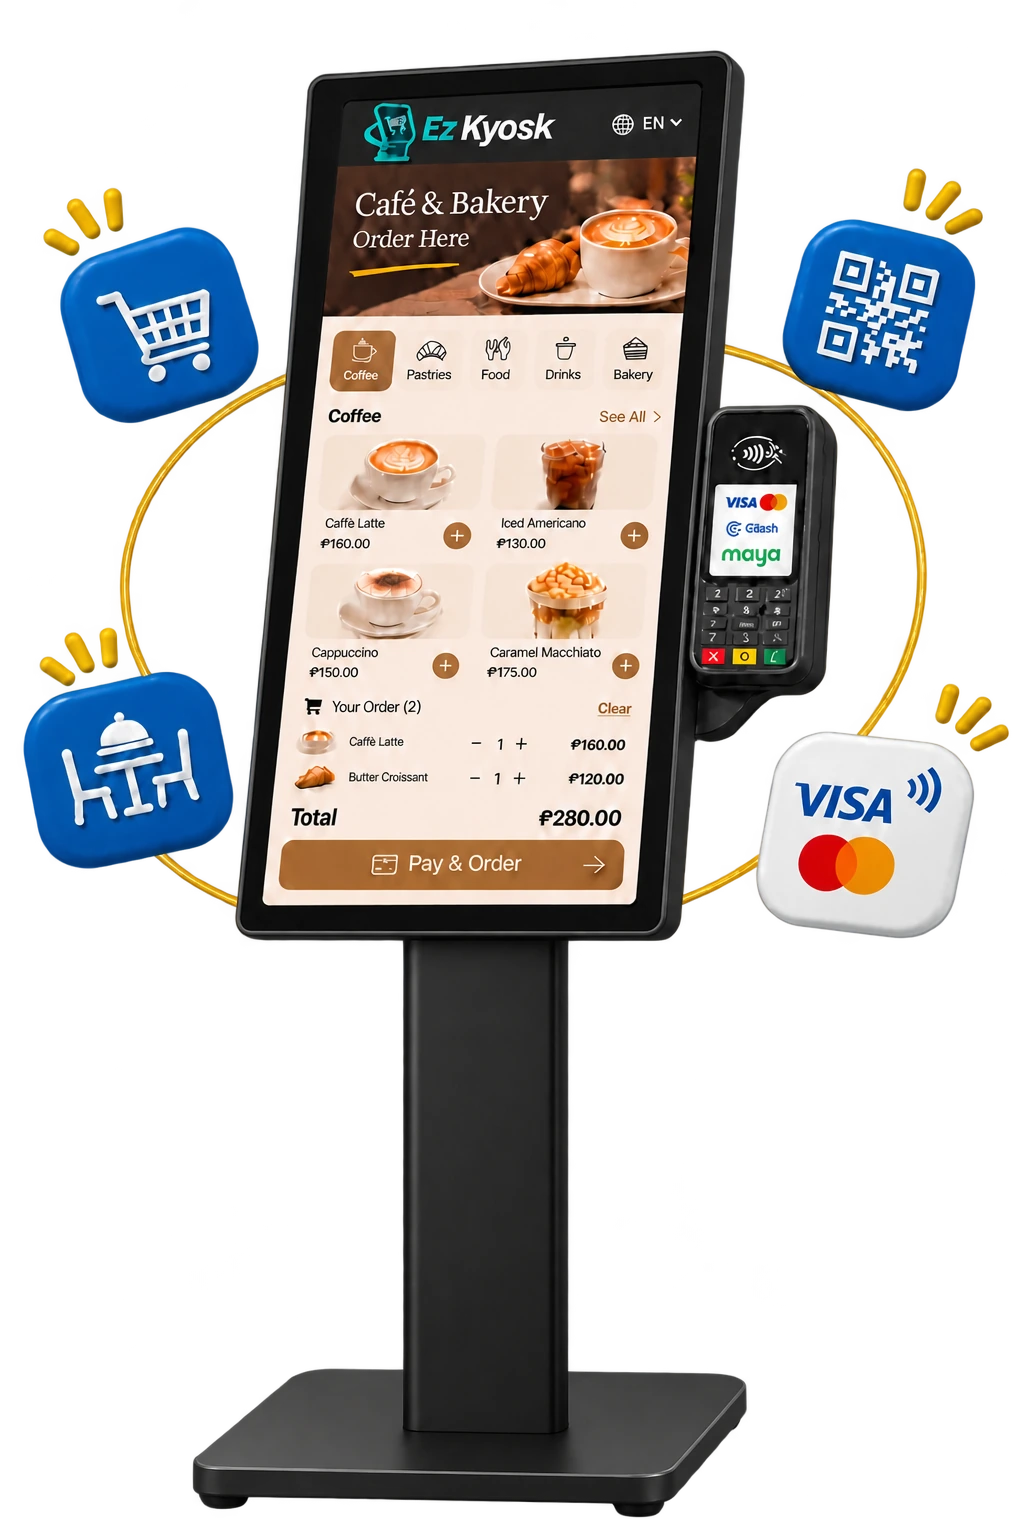 Ez Kyosk
EN
Café & Bakery
Order Here
Coffee
Pastries
Food
Drinks
Bakery
Coffee
See All
Caffè Latte
₱160.00
Iced Americano
₱130.00
Cappuccino
₱150.00
Caramel Macchiato
₱175.00
Your Order (2)
Clear
Caffè Latte
− 1 +
₱160.00
Butter Croissant
− 1 +
₱120.00
Total
₱280.00
Pay & Order
VISA
maya
VISA